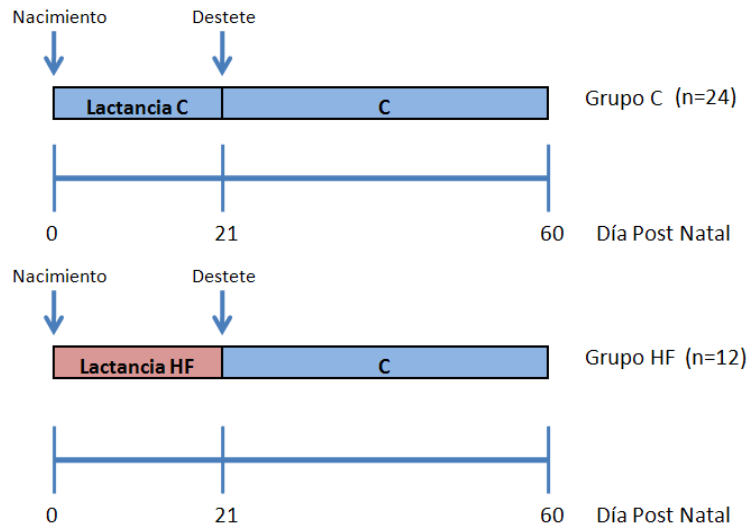 Nacimiento Destete
Lactancia C C Grupo C (n=24)
0 21 60 Día Post Natal
Nacimiento Destete
Lactancia HF C Grupo HF (n=12)
0 21 60 Día Post Natal